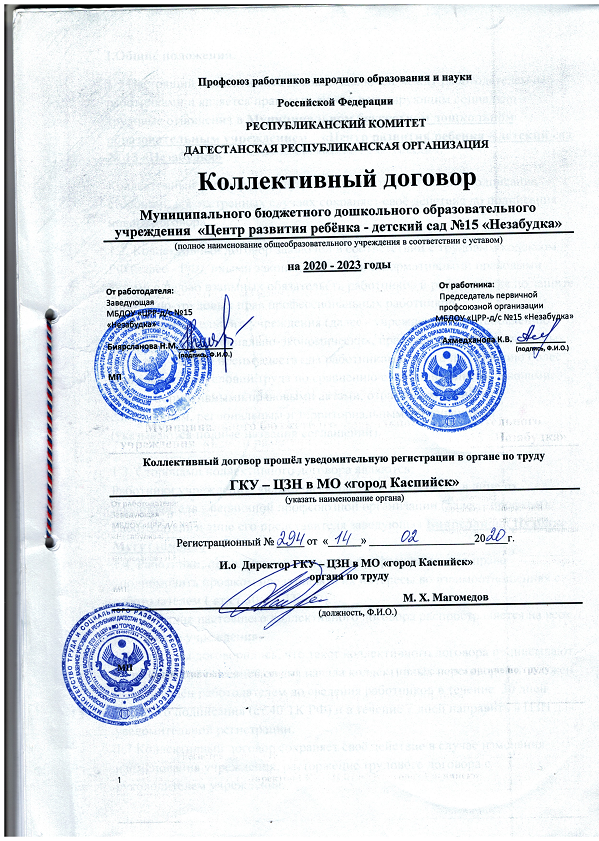 Профсоюз работников народного образования и науки
Российской Федерации
РЕСПУБЛИКАНСКИЙ КОМИТЕТ
ДАГЕСТАНСКАЯ РЕСПУБЛИКАНСКАЯ ОРГАНИЗАЦИЯ
Коллективный договор
Муниципального бюджетного дошкольного образовательного
учреждения «Центр развития ребёнка - детский сад №15 «Незабудка»
(полное наименование общеобразовательного учреждения в соответствии с уставом)
на 2020 - 2023 годы
От работодателя:
Заведующая
МБДОУ «ЦРР-д/с №15
«Незабудка»
Биарсланова Н.М.
(подпись, Ф.И.О.)
МП
От работника:
Председатель первичной
профсоюзной организации
МБДОУ «ЦРР-д/с №15 «Незабудка»
Ахмедханова К.В.
(подпись, Ф.И.О.)
Коллективный договор прошёл уведомительную регистрации в органе по труду
ГКУ – ЦЗН в МО «город Каспийск»
(указать наименование органа)
Регистрационный № 294 от «14» 02 2020 г.
И.о Директор ГКУ – ЦЗН в МО «город Каспийск»
органа по труду
М. Х. Магомедов
(должность, Ф.И.О.)
МП
1